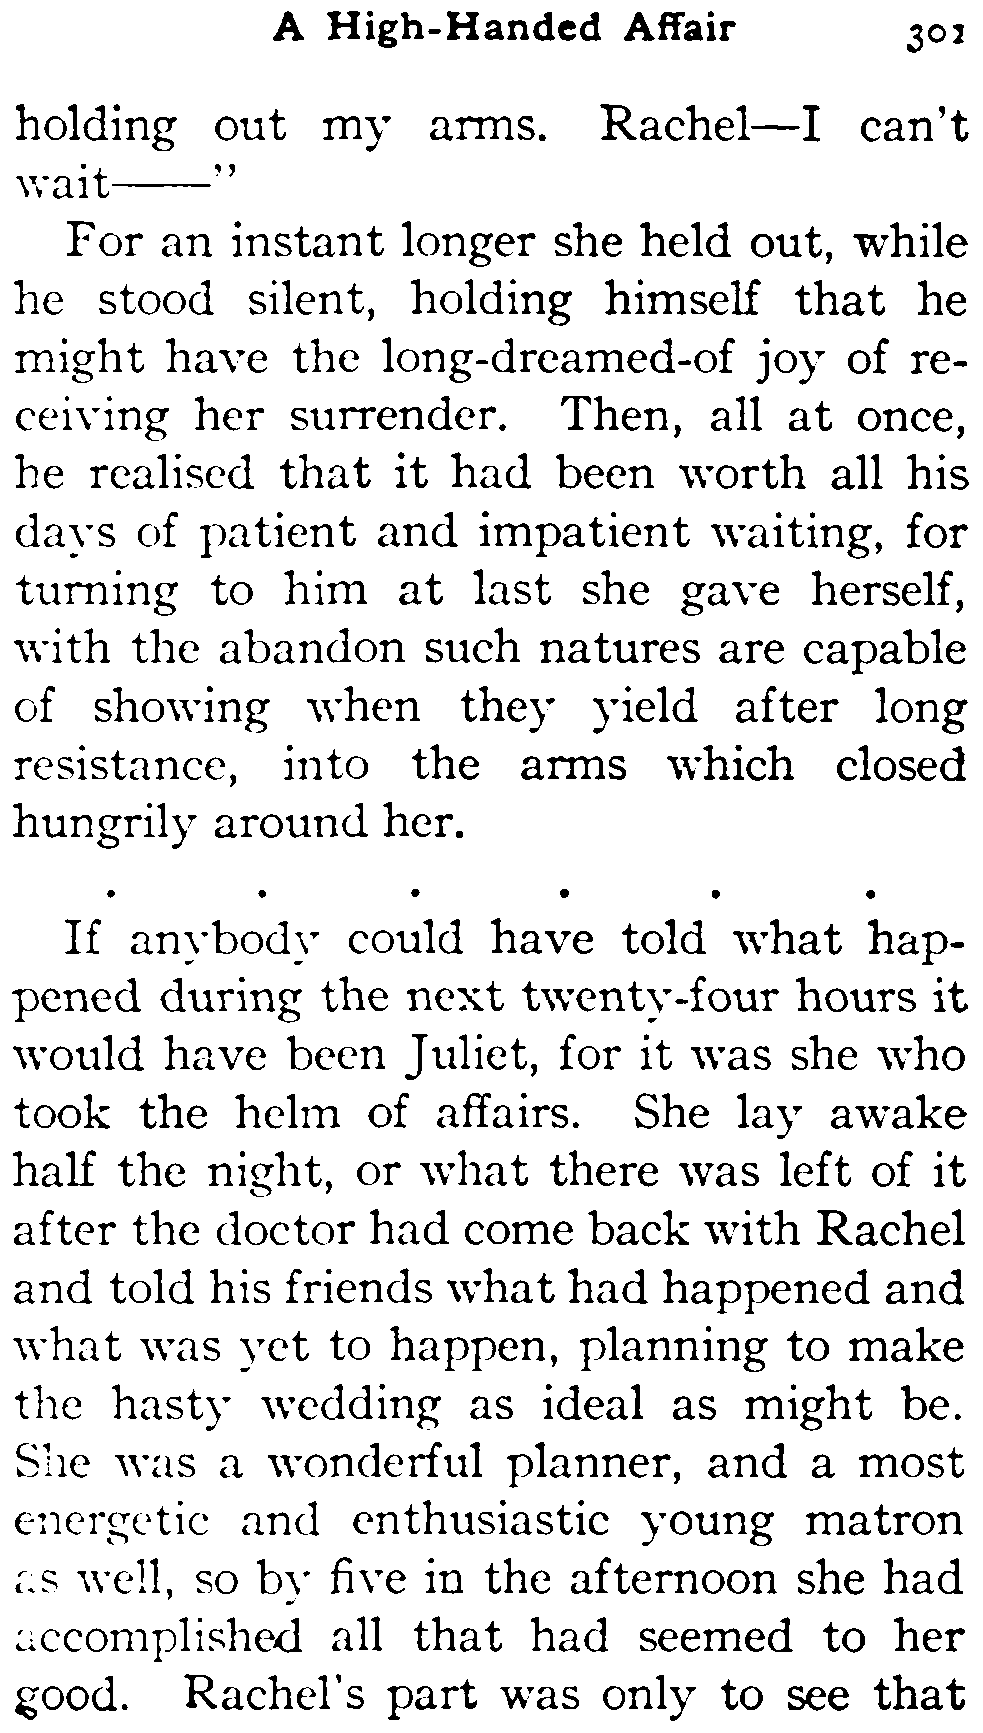 A High-Handed Affair 301
holding out my arms. Rachel—I can't
wait——"
For an instant longer she held out, while
he stood silent, holding himself that he
might have the long-dreamed-of joy of re-
ceiving her surrender. Then, all at once,
he realised that it had been worth all his
days of patient and impatient waiting, for
turning to him at last she gave herself,
with the abandon such natures are capable
of showing when they yield after long
resistance, into the arms which closed
hungrily around her.
. . . . . .
If anybody could have told what hap-
pened during the next twenty-four hours it
would have been Juliet, for it was she who
took the helm of affairs. She lay awake
half the night, or what there was left of it
after the doctor had come back with Rachel
and told his friends what had happened and
what was yet to happen, planning to make
the hasty wedding as ideal as might be.
She was a wonderful planner, and a most
energetic and enthusiastic young matron
as well, so by five in the afternoon she had
accomplished all that had seemed to her
good. Rachel's part was only to see that